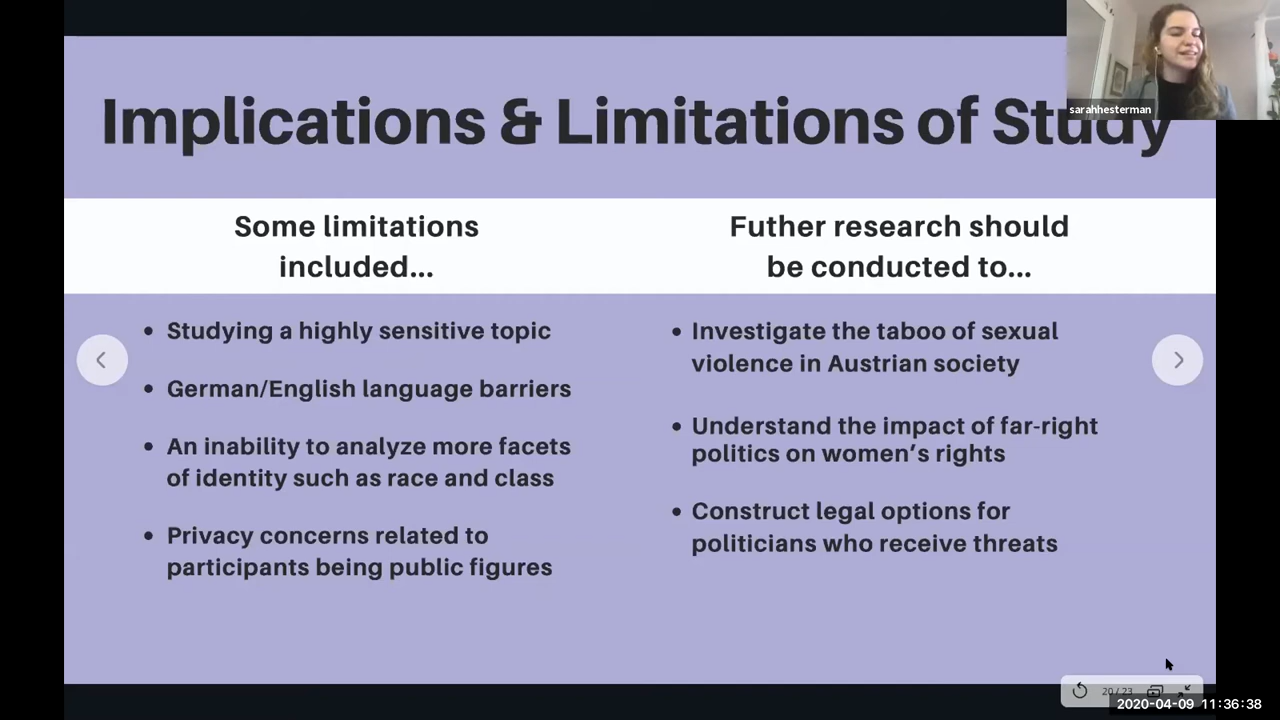 Implications & Limitations of Study
sarahhesterman
Some limitations
included...
Futher research should
be conducted to...
• Studying a highly sensitive topic
• German/English language barriers
• An inability to analyze more facets
of identity such as race and class
• Privacy concerns related to
participants being public figures
• Investigate the taboo of sexual
violence in Austrian society
• Understand the impact of far-right
politics on women's rights
• Construct legal options for
politicians who receive threats
20 / 23
2020-04-09 11:36:38